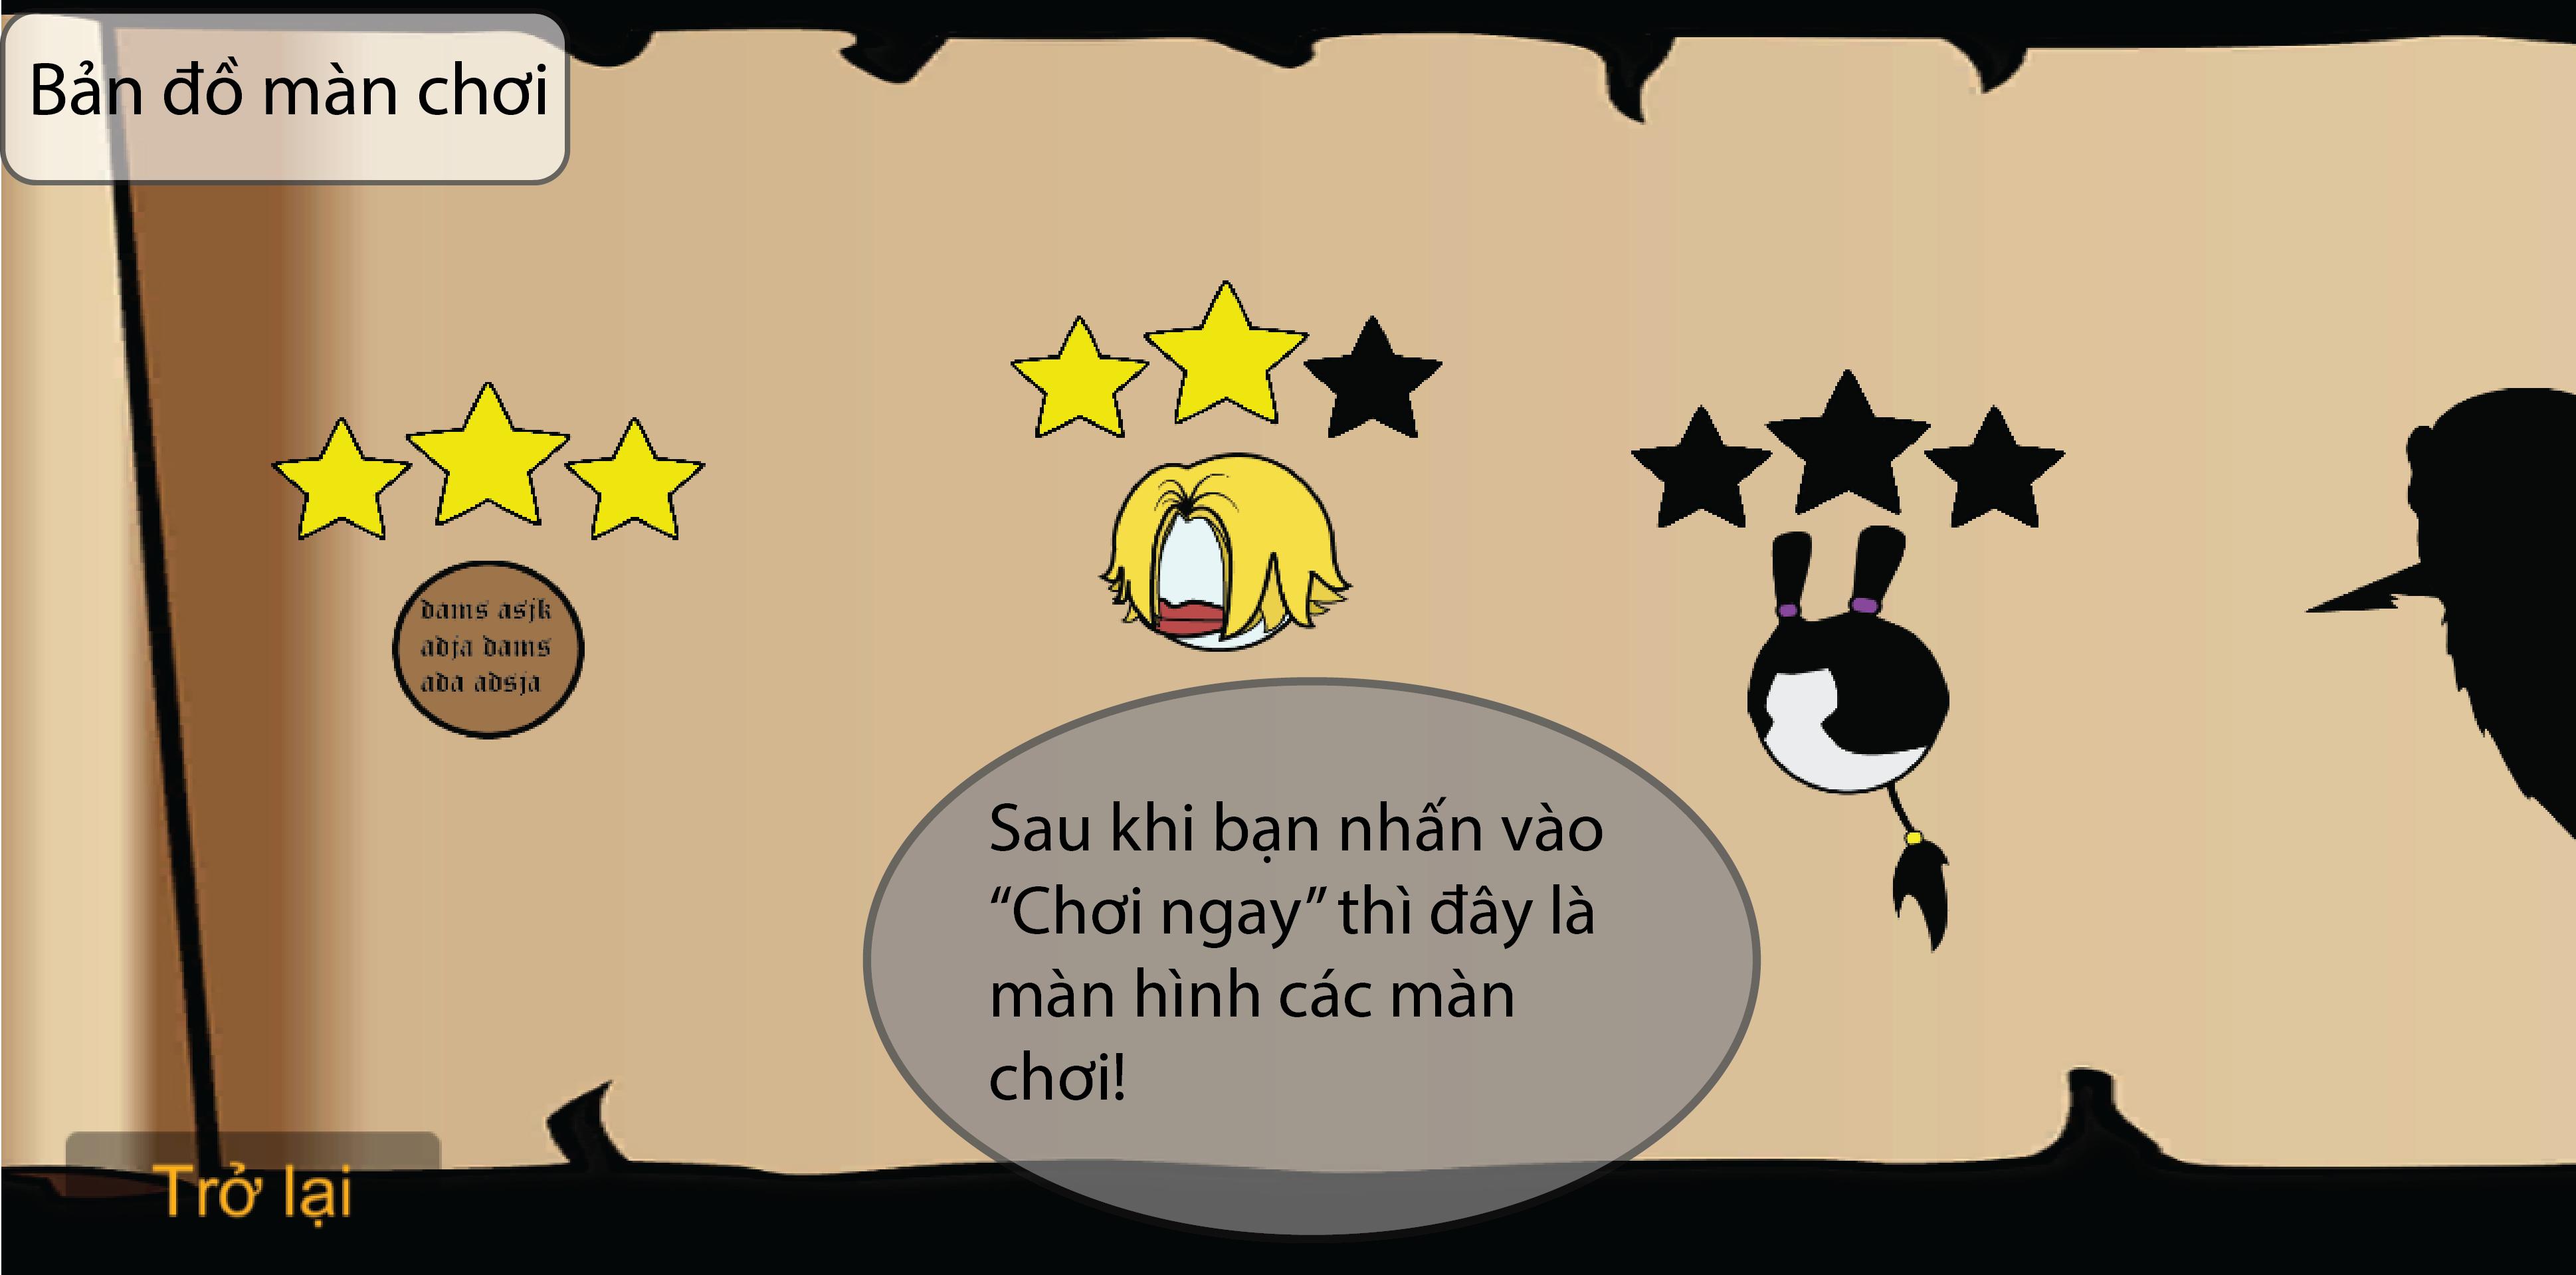 Bản đồ màn chơi
dams asjk
adja dams
ada adsja
Sau khi bạn nhấn vào
“Chơi ngay” thì đây là
màn hình các màn
chơi!
Trở lại